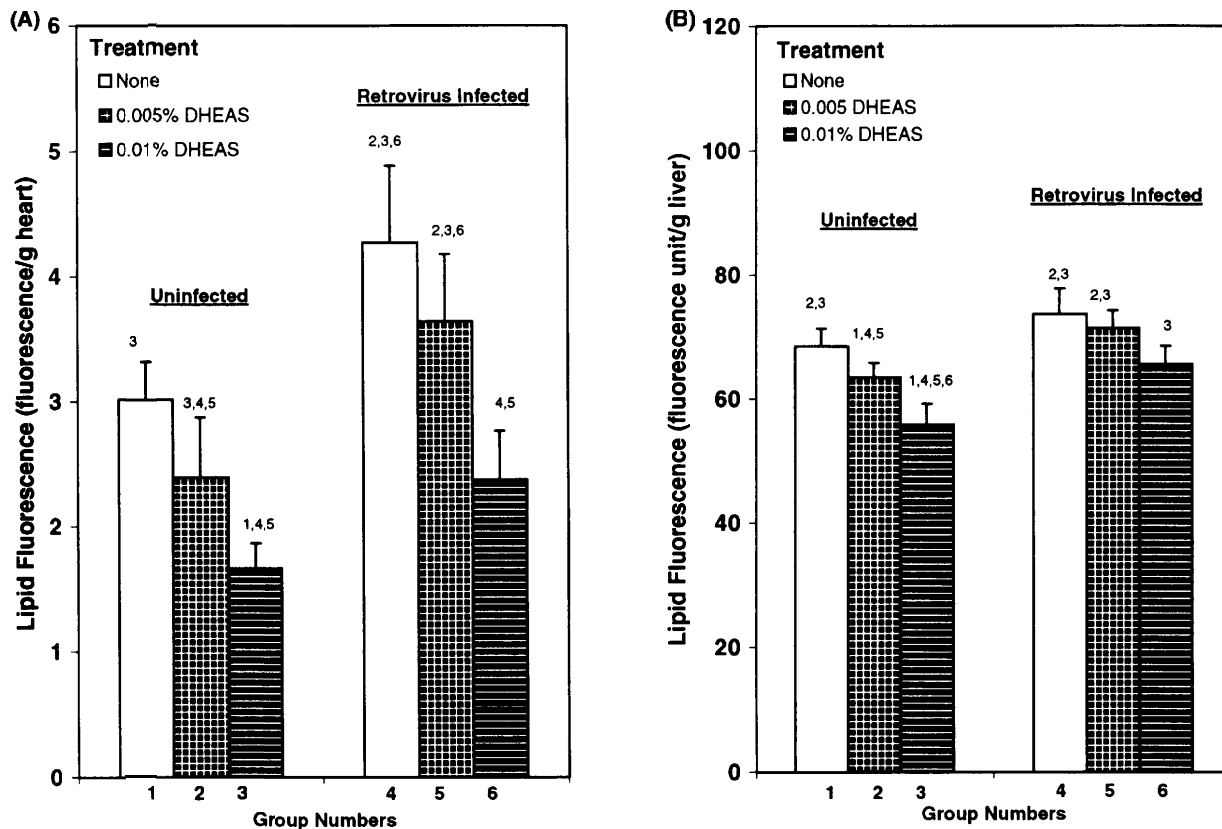 (A)
Lipid Fluorescence (fluorescence/g heart)
6
5
4
3
2
1
0
Treatment
None
0.005% DHEAS
0.01% DHEAS
Retrovirus Infected
2,3,6
2,3,6
Uninfected
3
3,4,5
1,4,5
4,5
1 2 3 4 5 6
Group Numbers
(B)
Lipid Fluorescence (fluorescence unit/g liver)
120
100
80
60
40
20
0
Treatment
None
0.005 DHEAS
0.01% DHEAS
Retrovirus Infected
Uninfected
2,3
1,4,5
1,4,5,6
2,3
2,3
3
1 2 3 4 5 6
Group Numbers